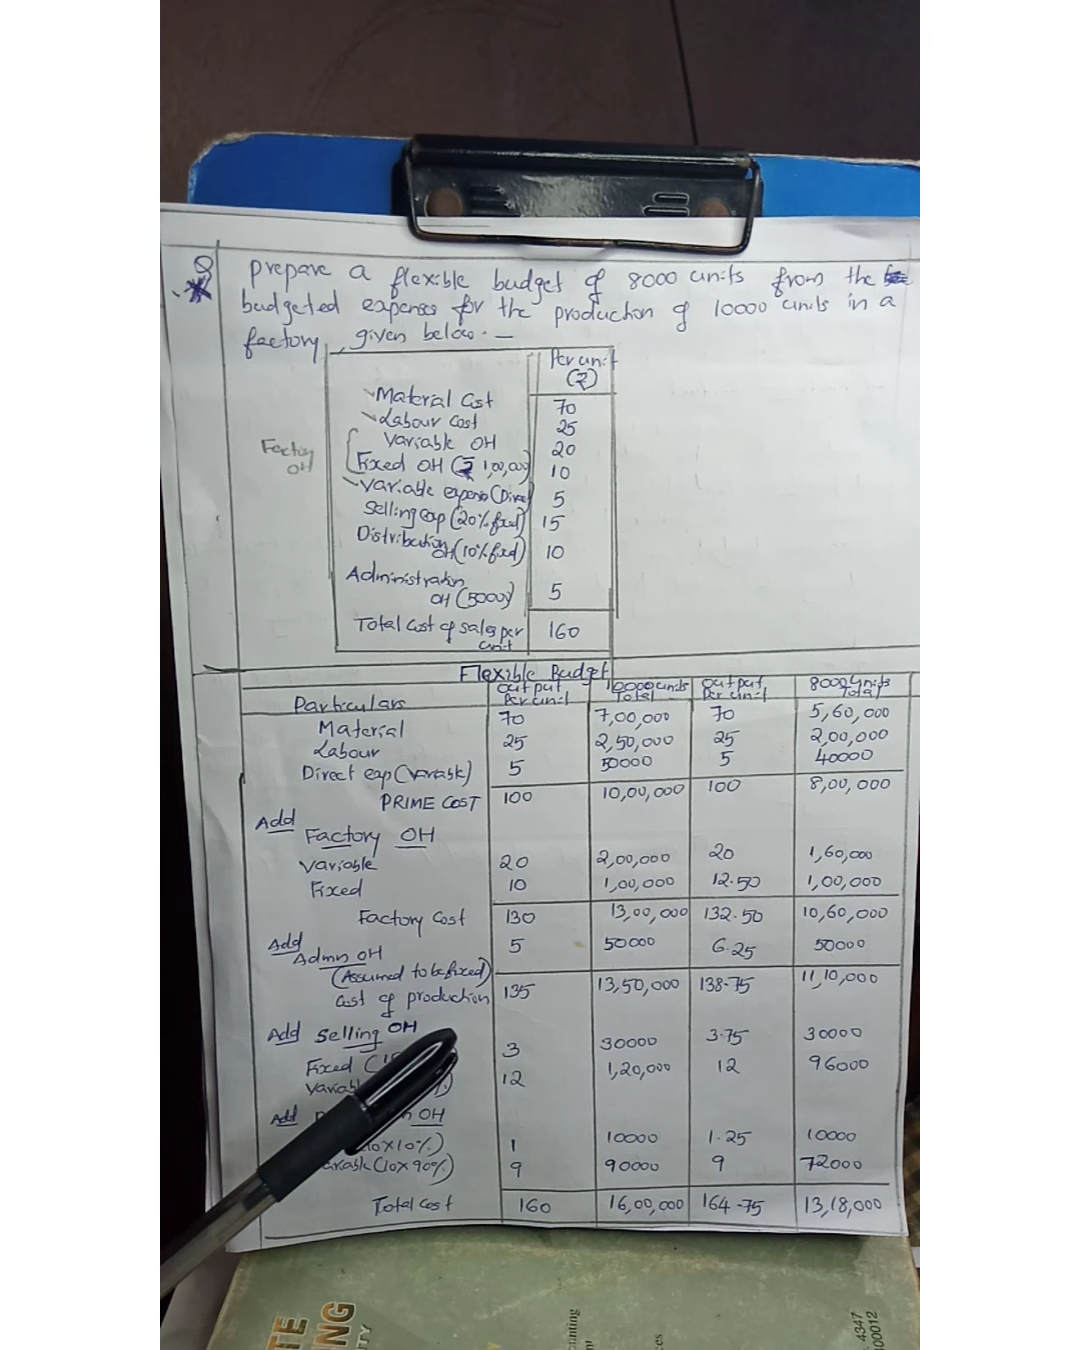 Q prepare a flexible budget of 8000 units from the
budgeted expenses for the production of 10000 units in a
factory, given below. —
Per unit
(₹)
Material Cost 70
Labour Cost 25
Variable OH 20
Factory OH
Fixed OH (₹ 1,00,000) 10
Variable expenses (Direct) 5
Selling exp (20% fixed) 15
Distribution OH (10% fixed) 10
Administration
OH (50000) 5
Total cost of sales per unit 160
Flexible Budget
Particulars Output Per unit 10000 units Total Output Per unit 8000 units Total
Material 70 7,00,000 70 5,60,000
Labour 25 2,50,000 25 2,00,000
Direct exp (Variable) 5 50000 5 40000
PRIME COST 100 10,00,000 100 8,00,000
Add
Factory OH
Variable 20 2,00,000 20 1,60,000
Fixed 10 1,00,000 12.50 1,00,000
Factory Cost 130 13,00,000 132.50 10,60,000
Add
Admn OH 5 50000 6.25 50000
(Assumed to be fixed)
Cost of production 135 13,50,000 138.75 11,10,000
Add Selling OH
Fixed 3 30000 3.75 30000
12 1,20,000 12 96000
Add OH
10x10%) 1 10000 1.25 10000
(10x90%) 9 90000 9 72000
Total cost 160 16,00,000 164.75 13,18,000
4347